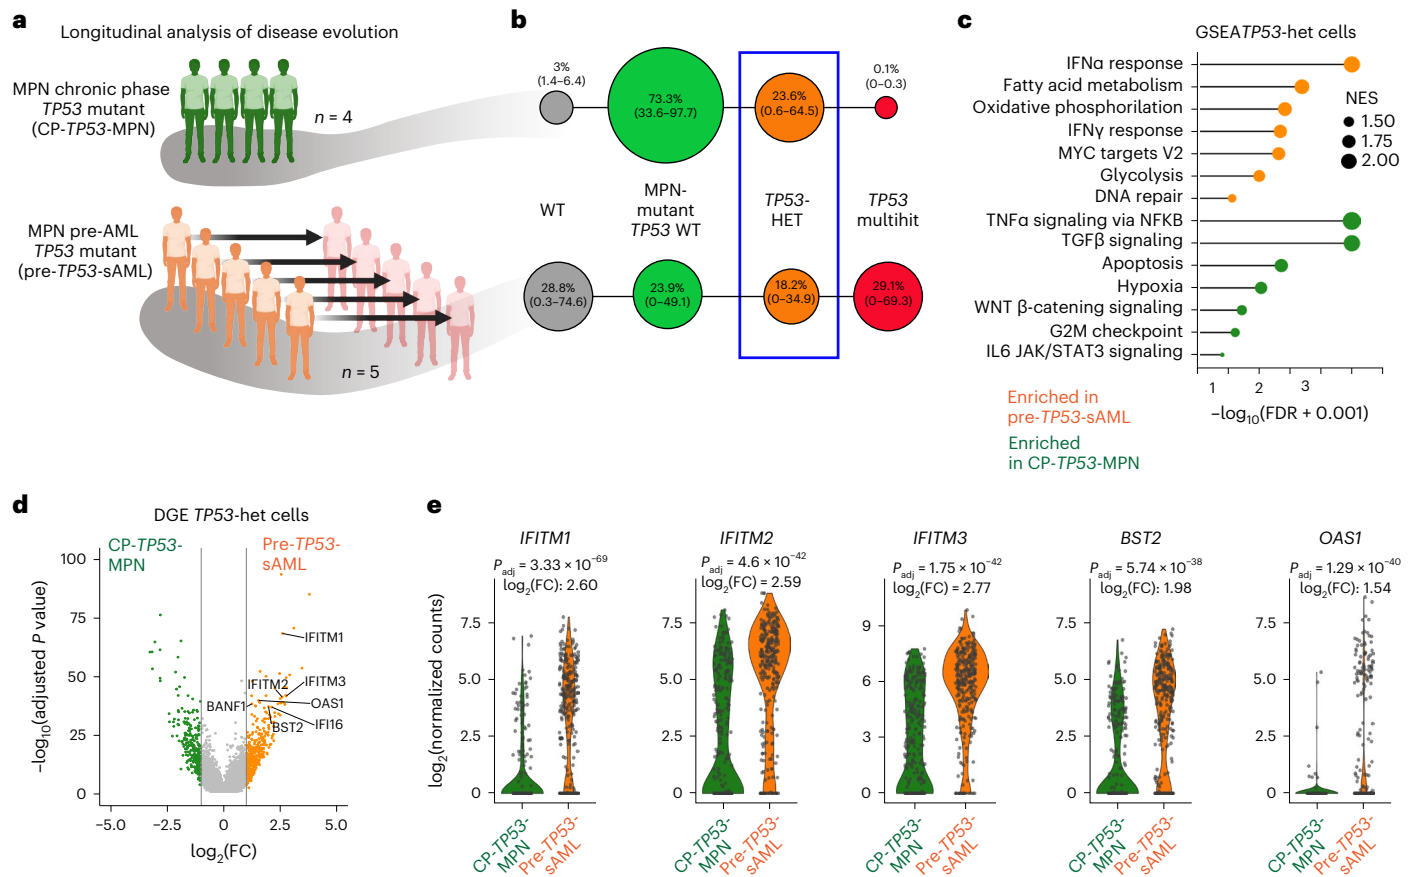 a
Longitudinal analysis of disease evolution
MPN chronic phase
TP53 mutant
(CP-TP53-MPN)
n = 4
MPN pre-AML
TP53 mutant
(pre-TP53-sAML)
n = 5
b
3%
(1.4–6.4)
73.3%
(33.6–97.7)
23.6%
(0.6–64.5)
0.1%
(0–0.3)
WT
MPN-
mutant
TP53 WT
TP53-
HET
TP53
multihit
28.8%
(0.3–74.6)
23.9%
(0–49.1)
18.2%
(0–34.9)
29.1%
(0–69.3)
c
GSEATP53-het cells
IFNα response
Fatty acid metabolism
Oxidative phosphorilation
IFNγ response
MYC targets V2
Glycolysis
DNA repair
TNFα signaling via NFKB
TGFβ signaling
Apoptosis
Hypoxia
WNT β-catening signaling
G2M checkpoint
IL6 JAK/STAT3 signaling
NES
1.50
1.75
2.00
1 2 3
−log10(FDR + 0.001)
Enriched in
pre-TP53-sAML
Enriched
in CP-TP53-MPN
d
DGE TP53-het cells
CP-TP53-
MPN
Pre-TP53-
sAML
−log10(adjusted P value)
100
75
50
25
0
IFITM1
IFITM2
IFITM3
BANF1
OAS1
BST2
IFI16
−5.0 −2.5 0 2.5 5.0
log2(FC)
e
log2(normalized counts)
IFITM1
Padj = 3.33 × 10−69
log2(FC): 2.60
7.5
5.0
2.5
0
CP-TP53-
MPN
Pre-TP53-
sAML
IFITM2
Padj = 4.6 × 10−42
log2(FC) = 2.59
7.5
5.0
2.5
0
CP-TP53-
MPN
Pre-TP53-
sAML
IFITM3
Padj = 1.75 × 10−42
log2(FC) = 2.77
9
6
3
0
CP-TP53-
MPN
Pre-TP53-
sAML
BST2
Padj = 5.74 × 10−38
log2(FC): 1.98
7.5
5.0
2.5
0
CP-TP53-
MPN
Pre-TP53-
sAML
OAS1
Padj = 1.29 × 10−40
log2(FC): 1.54
7.5
5.0
2.5
0
CP-TP53-
MPN
Pre-TP53-
sAML